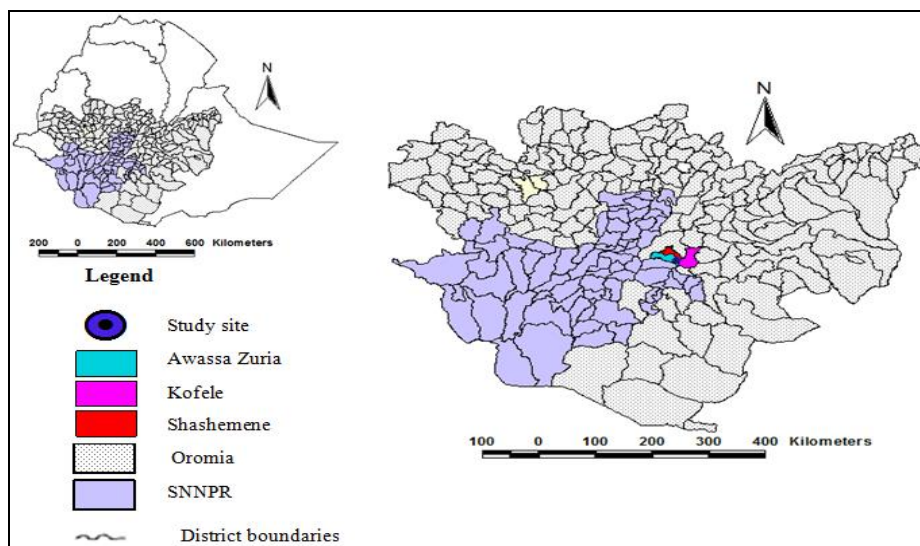 N
200 0 200 400 600 Kilometers
Legend
Study site
Awassa Zuria
Kofele
Shashemene
Oromia
SNNPR
District boundaries
N
100 0 100 200 300 400 Kilometers